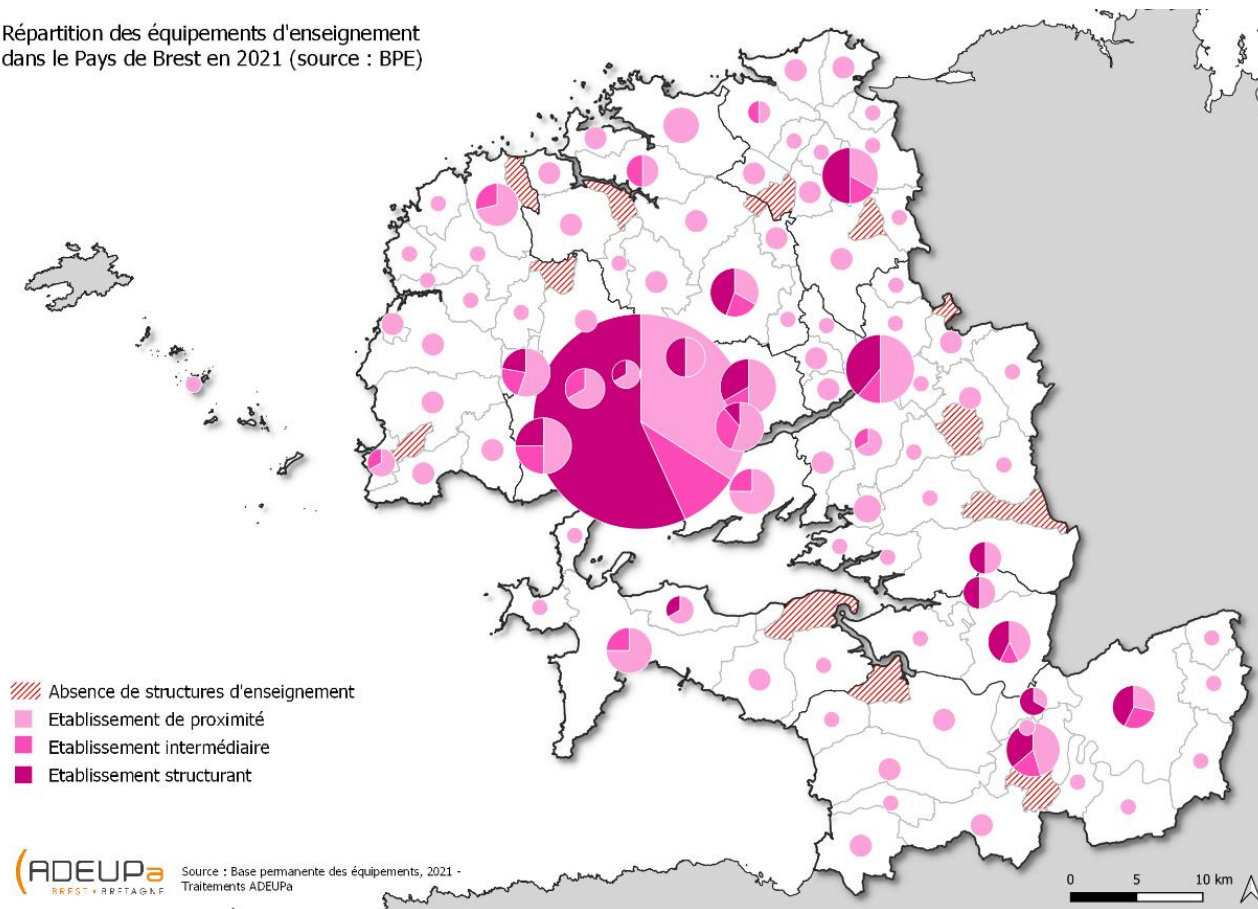 Répartition des équipements d'enseignement
dans le Pays de Brest en 2021 (source : BPE)
Absence de structures d'enseignement
Etablissement de proximité
Etablissement intermédiaire
Etablissement structurant
ADEUPa
BREST • BRETAGNE
Source : Base permanente des équipements, 2021 -
Traitements ADEUPa
0 5 10 km